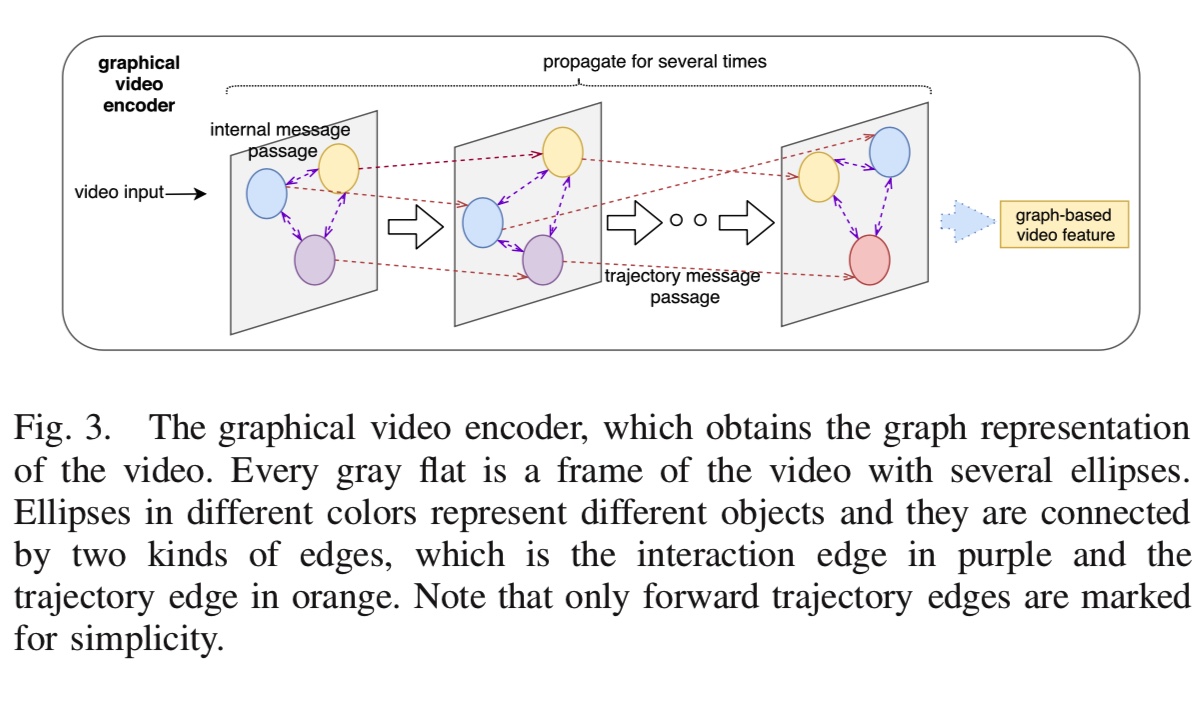 graphical
video
encoder
propagate for several times
internal message
passage
video input
trajectory message
passage
graph-based
video feature
Fig. 3. The graphical video encoder, which obtains the graph representation
of the video. Every gray flat is a frame of the video with several ellipses.
Ellipses in different colors represent different objects and they are connected
by two kinds of edges, which is the interaction edge in purple and the
trajectory edge in orange. Note that only forward trajectory edges are marked
for simplicity.